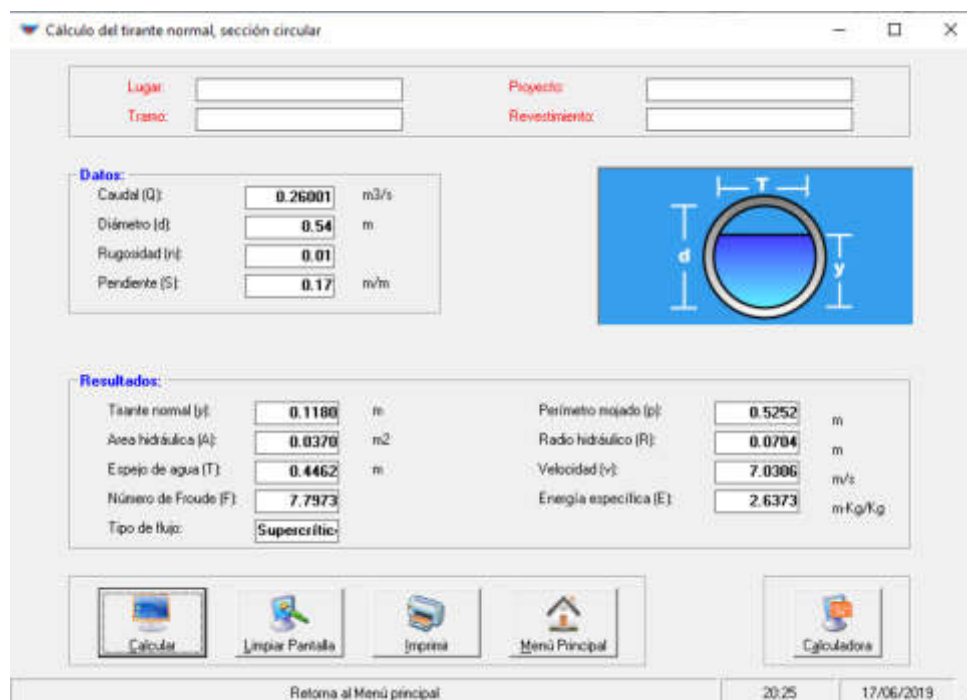 Cálculo del tirante normal, sección circular
Lugar: Proyecto:
Tramo: Revestimiento:
Datos:
Caudal (Q): 0.26001 m3/s
Diámetro (d): 0.54 m
Rugosidad (n): 0.01
Pendiente (S): 0.17 m/m
T
d
y
Resultados:
Tirante normal (y): 0.1180 m Perímetro mojado (p): 0.5252 m
Area hidráulica (A): 0.0370 m2 Radio hidráulico (R): 0.0704 m
Espejo de agua (T): 0.4462 m Velocidad (v): 7.0306 m/s
Número de Froude (F): 7.7973 Energía específica (E): 2.6373 m-Kg/Kg
Tipo de flujo: Supercrític
Calcular Limpiar Pantalla Imprimir Menú Principal Calculadora
Retorna al Menú principal 20:25 17/06/2019